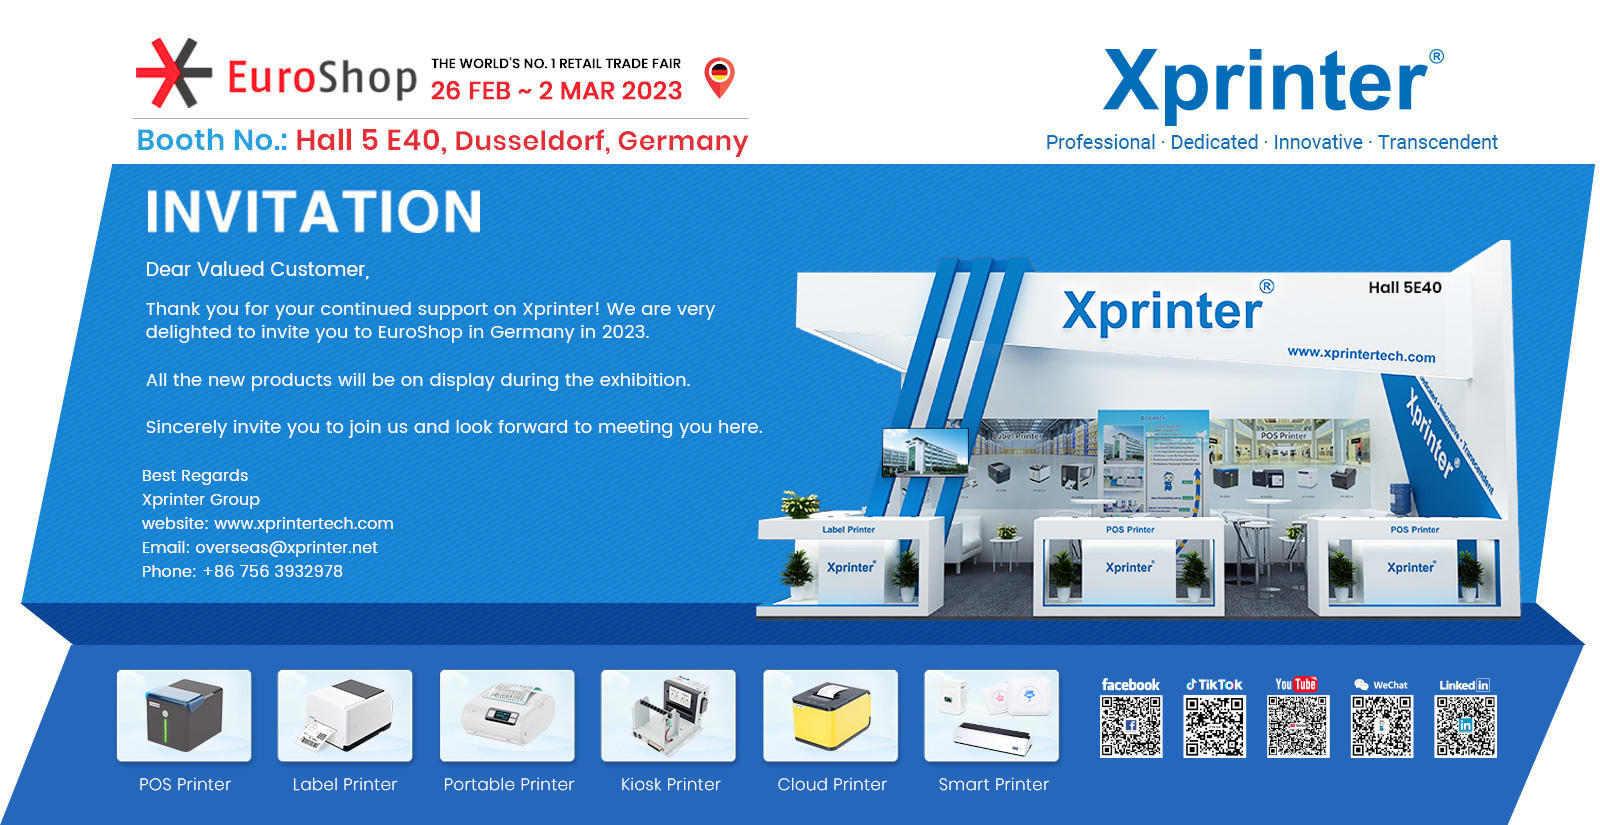 EuroShop
THE WORLD'S NO. 1 RETAIL TRADE FAIR
26 FEB ~ 2 MAR 2023
Booth No.: Hall 5 E40, Dusseldorf, Germany
Xprinter®
Professional · Dedicated · Innovative · Transcendent
INVITATION
Dear Valued Customer,
Thank you for your continued support on Xprinter! We are very
delighted to invite you to EuroShop in Germany in 2023.
All the new products will be on display during the exhibition.
Sincerely invite you to join us and look forward to meeting you here.
Best Regards
Xprinter Group
website: www.xprintertech.com
Email: overseas@xprinter.net
Phone: +86 756 3932978
Hall 5E40
Xprinter®
www.xprintertech.com
Innovative · Transcendent
Xprinter®
Label Printer
Xprinter
POS Printer
Label Printer
POS Printer
POS Printer
Xprinter®
Xprinter®
Xprinter®
POS Printer
Label Printer
Portable Printer
Kiosk Printer
Cloud Printer
Smart Printer
facebook
TikTok
YouTube
WeChat
Linked in